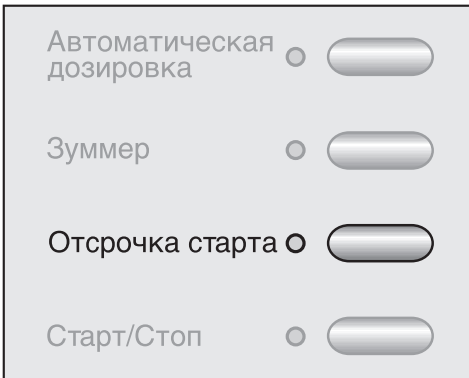 Автоматическая
дозировка
Зуммер
Отсрочка старта
Старт/Стоп